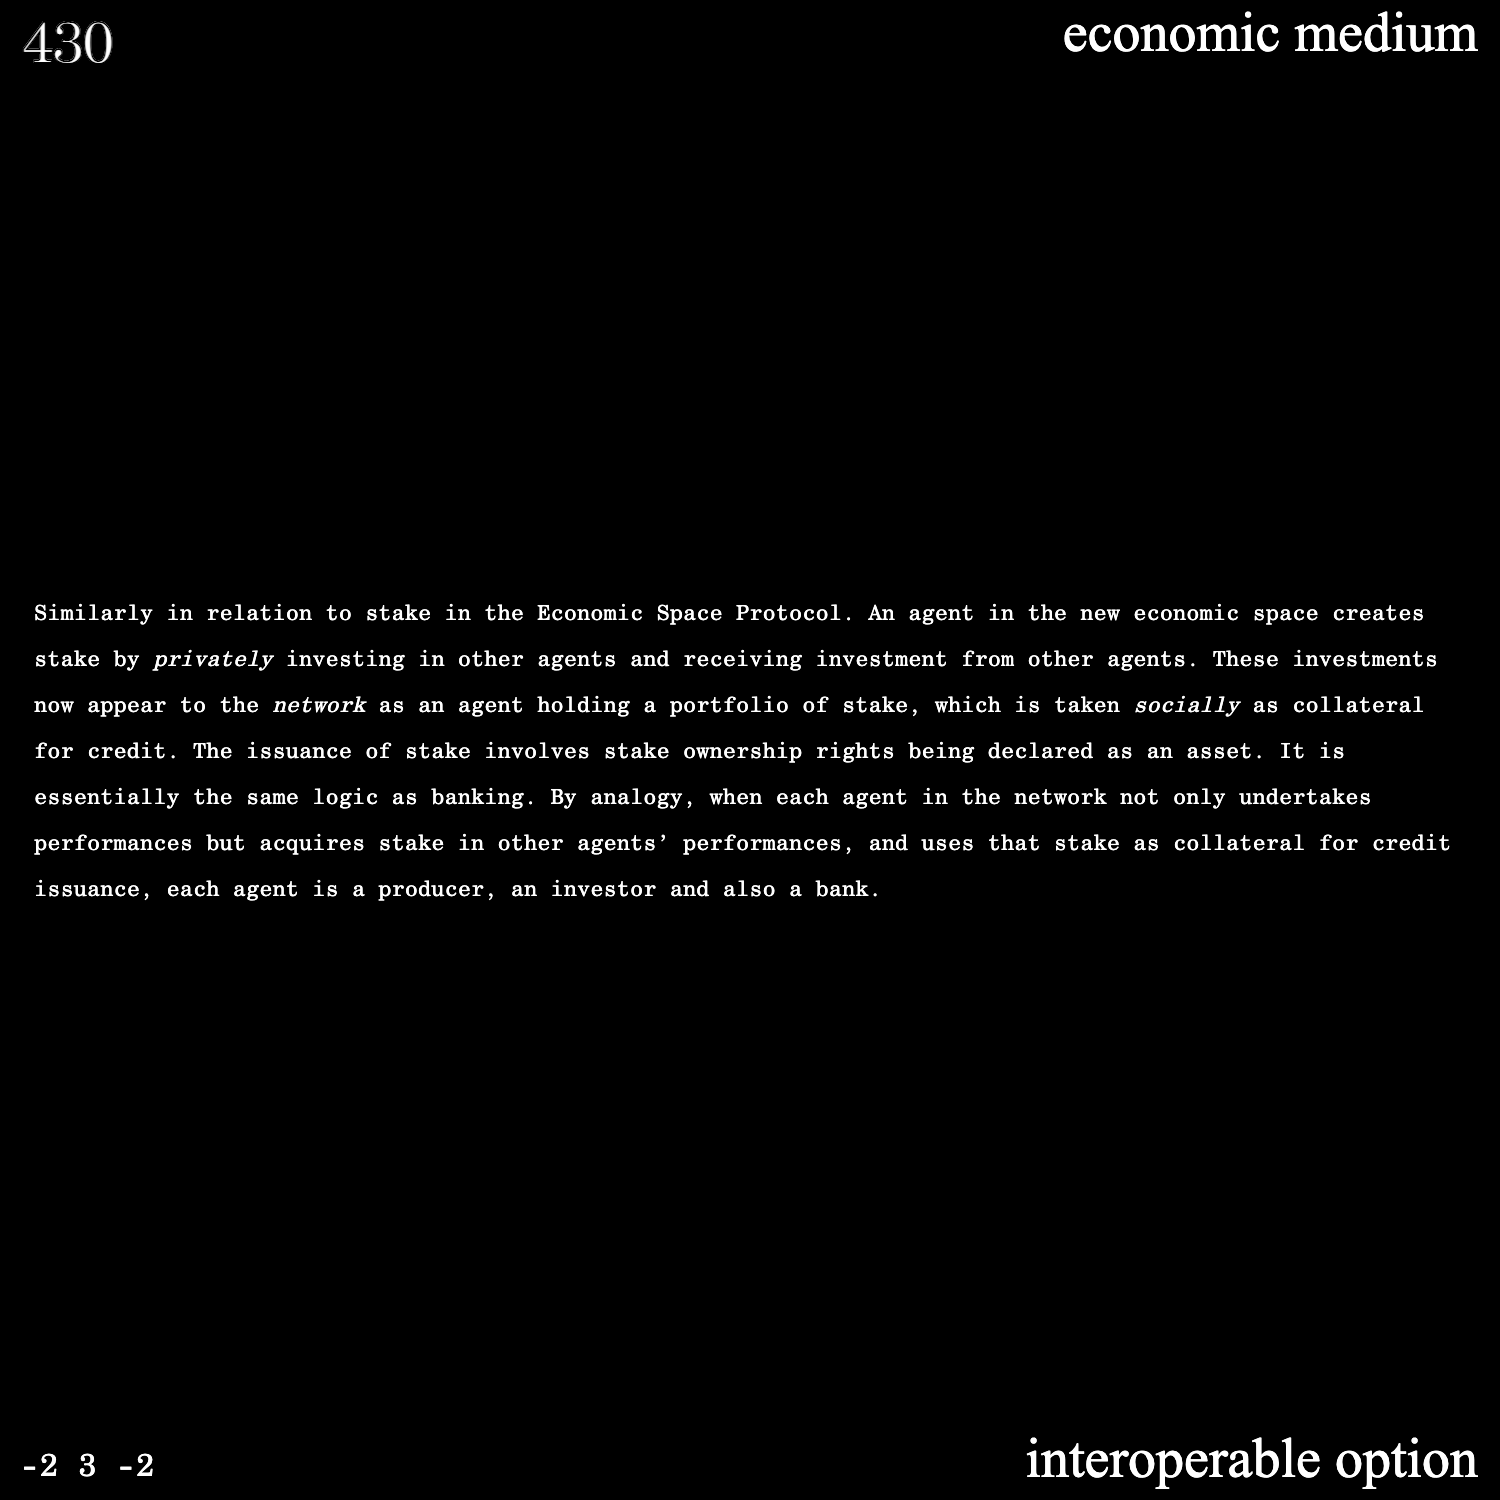 430
economic medium
Similarly in relation to stake in the Economic Space Protocol. An agent in the new economic space creates
stake by privately investing in other agents and receiving investment from other agents. These investments
now appear to the network as an agent holding a portfolio of stake, which is taken socially as collateral
for credit. The issuance of stake involves stake ownership rights being declared as an asset. It is
essentially the same logic as banking. By analogy, when each agent in the network not only undertakes
performances but acquires stake in other agents’ performances, and uses that stake as collateral for credit
issuance, each agent is a producer, an investor and also a bank.
-2 3 -2
interoperable option